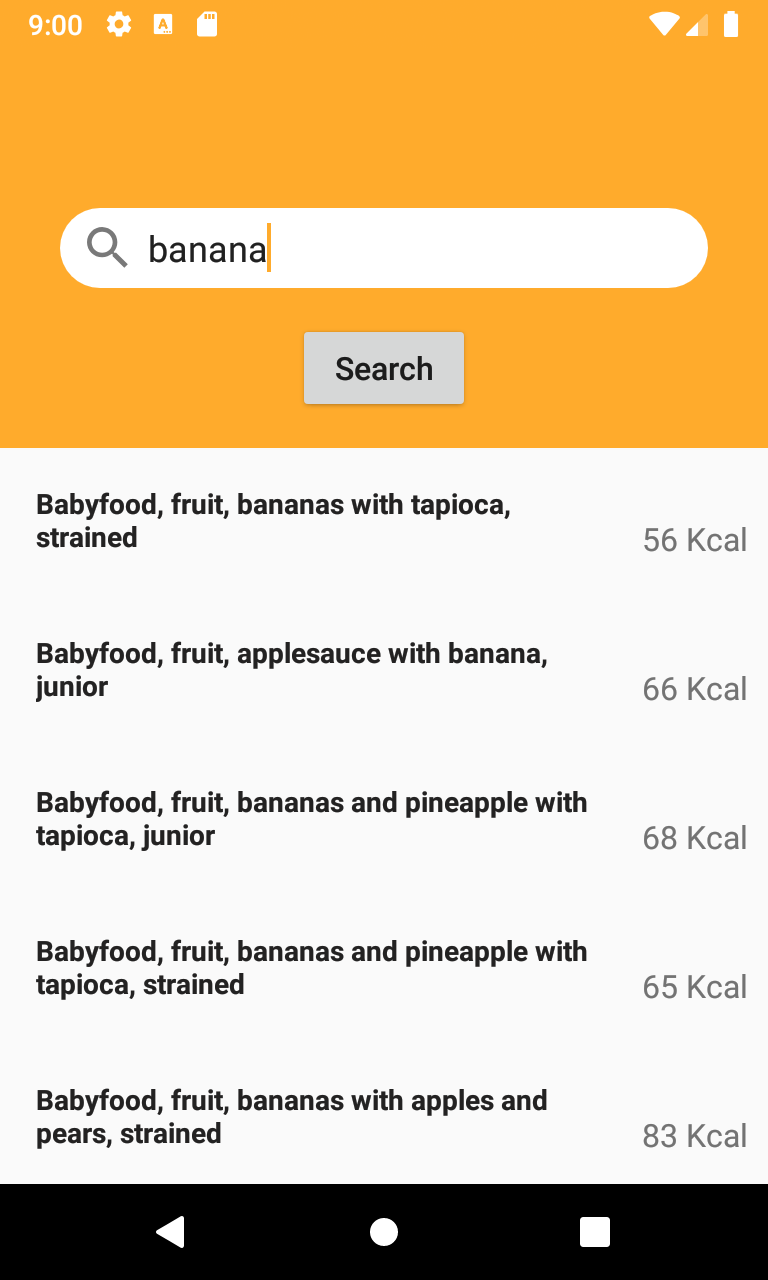 9:00
banana
Search
Babyfood, fruit, bananas with tapioca,
strained
56 Kcal
Babyfood, fruit, applesauce with banana,
junior
66 Kcal
Babyfood, fruit, bananas and pineapple with
tapioca, junior
68 Kcal
Babyfood, fruit, bananas and pineapple with
tapioca, strained
65 Kcal
Babyfood, fruit, bananas with apples and
pears, strained
83 Kcal